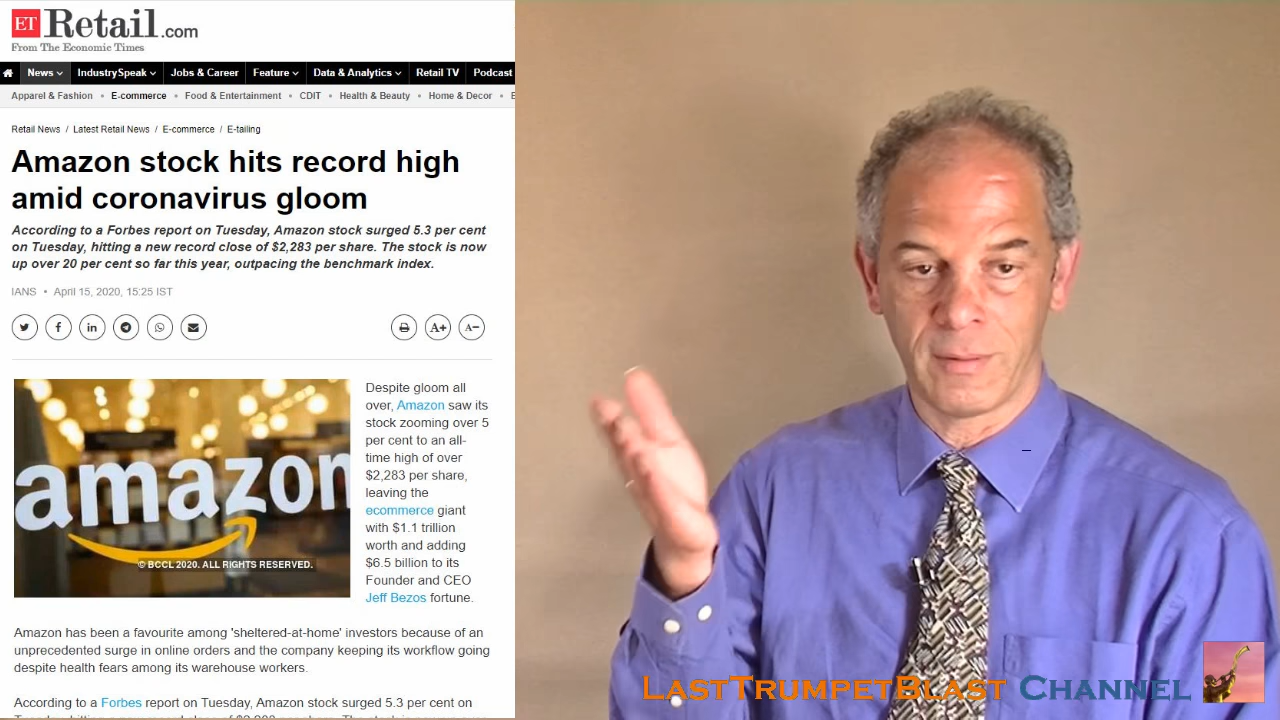 ET Retail.com
From The Economic Times
News IndustrySpeak Jobs & Career Feature Data & Analytics Retail TV Podcast
Apparel & Fashion • E-commerce • Food & Entertainment • CDIT • Health & Beauty • Home & Decor •
Retail News / Latest Retail News / E-commerce / E-tailing
Amazon stock hits record high
amid coronavirus gloom
According to a Forbes report on Tuesday, Amazon stock surged 5.3 per cent
on Tuesday, hitting a new record close of $2,283 per share. The stock is now
up over 20 per cent so far this year, outpacing the benchmark index.
IANS • April 15, 2020, 15:25 IST
A+ A−
amazon
© BCCL 2020. ALL RIGHTS RESERVED.
Despite gloom all
over, Amazon saw its
stock zooming over 5
per cent to an all-
time high of over
$2,283 per share,
leaving the
ecommerce giant
with $1.1 trillion
worth and adding
$6.5 billion to its
Founder and CEO
Jeff Bezos fortune.
Amazon has been a favourite among 'sheltered-at-home' investors because of an
unprecedented surge in online orders and the company keeping its workflow going
despite health fears among its warehouse workers.
According to a Forbes report on Tuesday, Amazon stock surged 5.3 per cent on
LastTrumpetBlast Channel